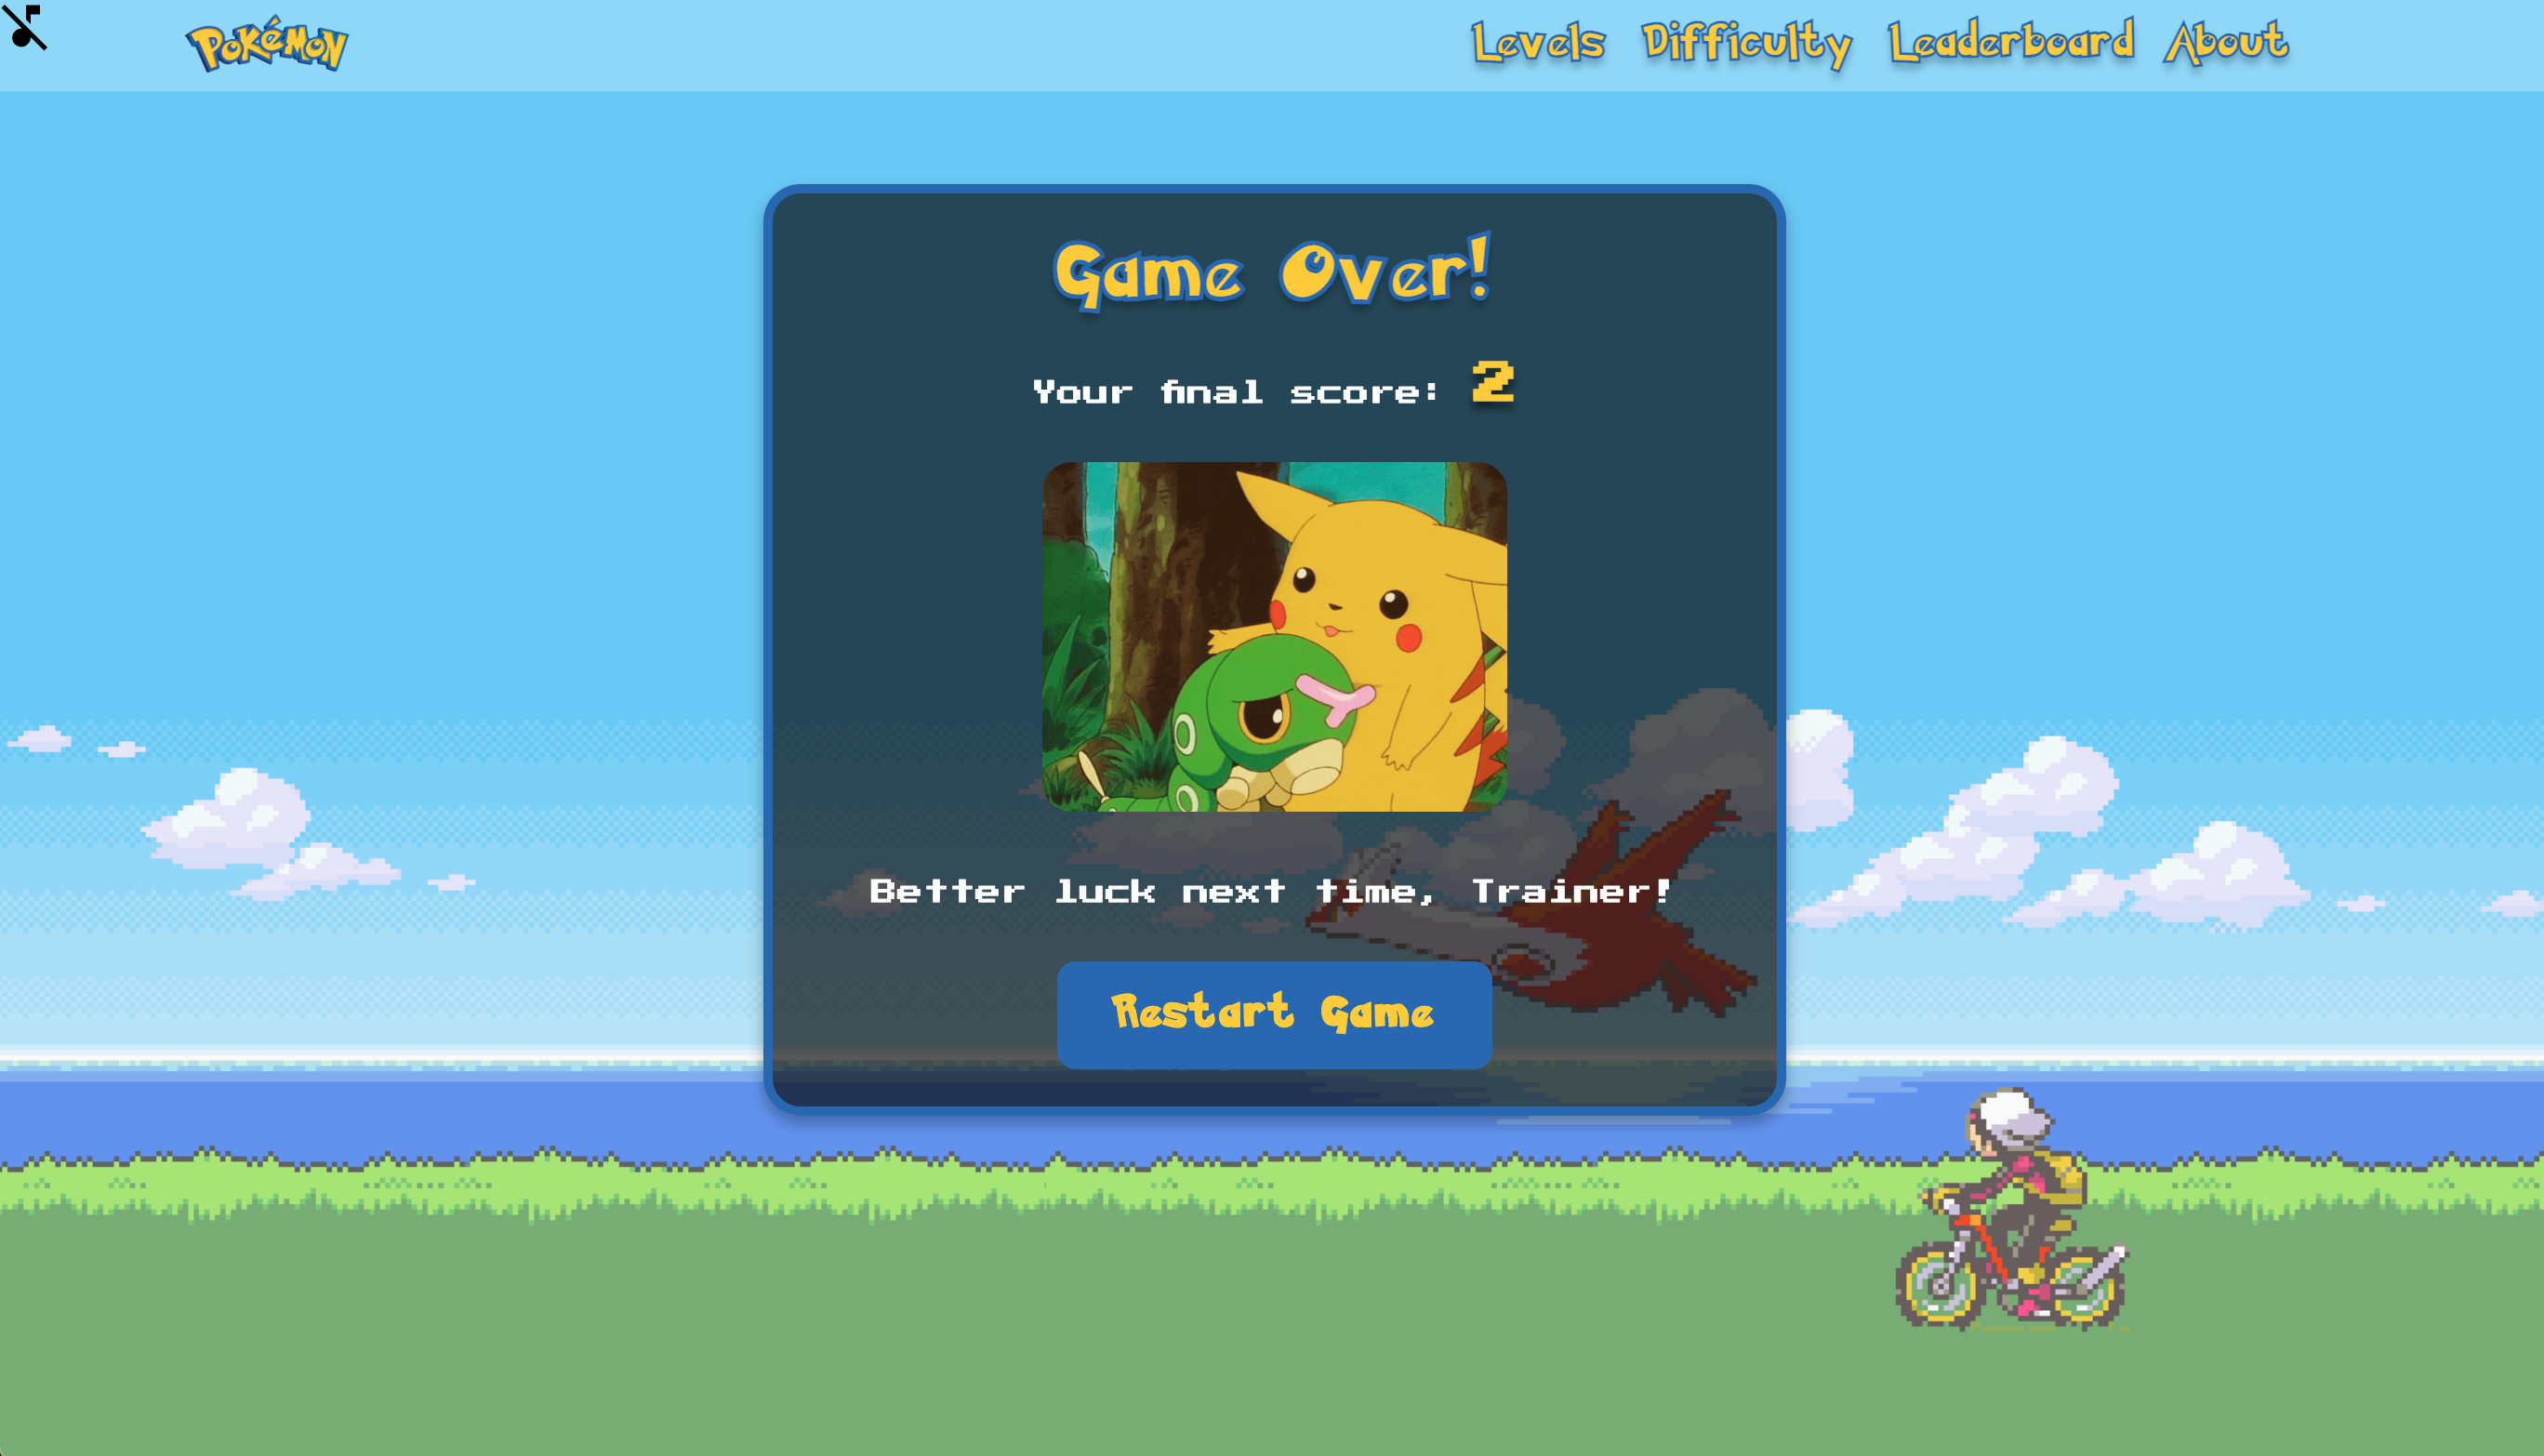 Pokémon
Levels Difficulty Leaderboard About
Game Over!
Your final score: 2
Better luck next time, Trainer!
Restart Game